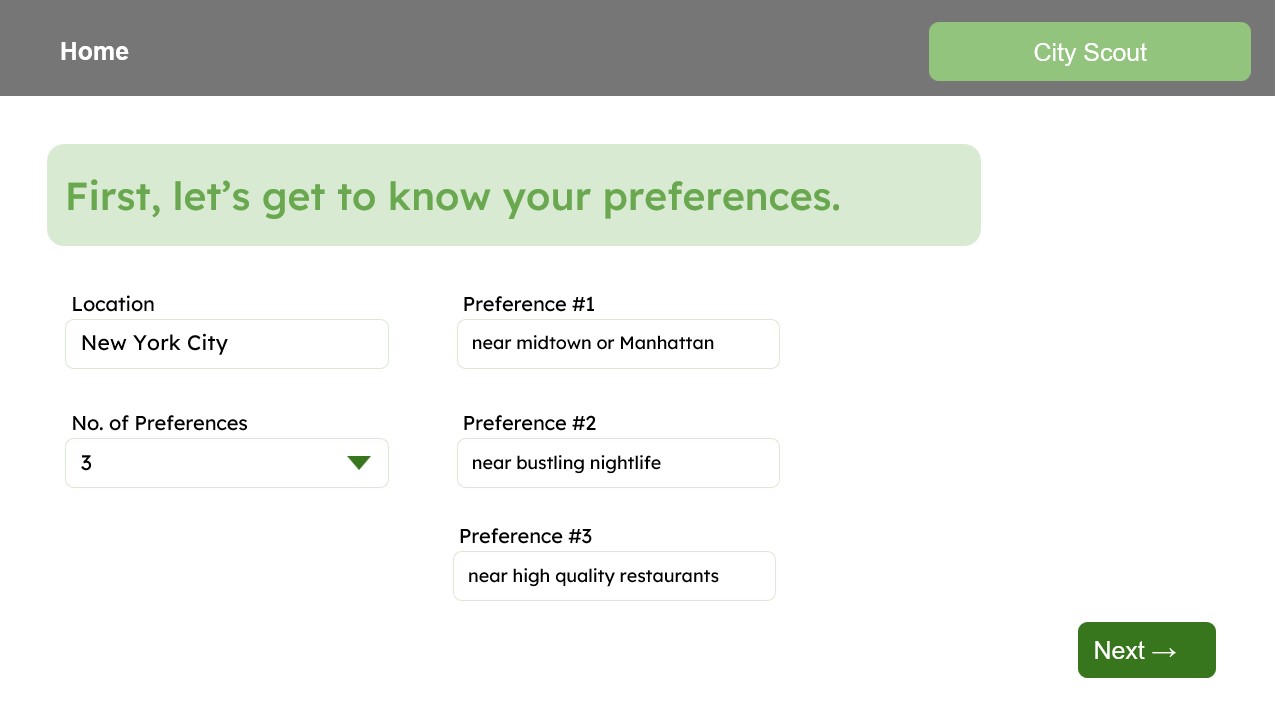 Home
City Scout
First, let’s get to know your preferences.
Location
New York City
No. of Preferences
3
Preference #1
near midtown or Manhattan
Preference #2
near bustling nightlife
Preference #3
near high quality restaurants
Next →